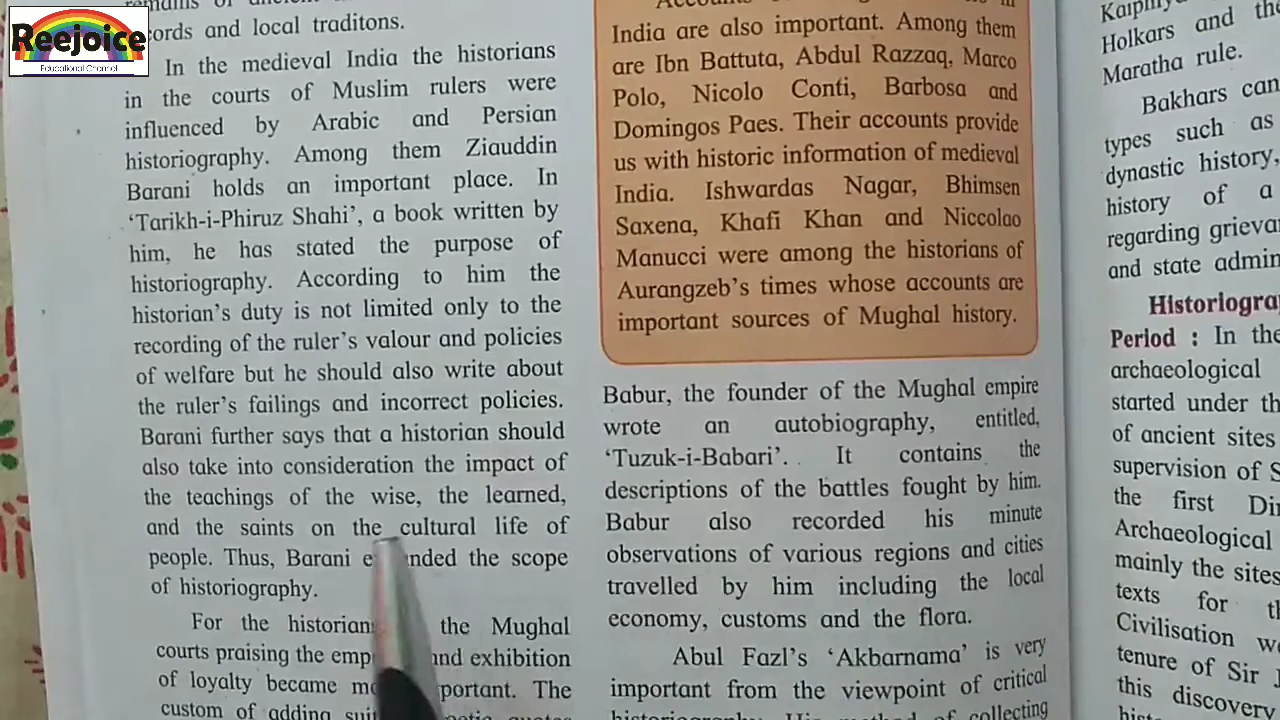 Reejoice
Educational Channel
remains of ancient
cords and local traditons.
In the medieval India the historians
in the courts of Muslim rulers were
influenced by Arabic and Persian
historiography. Among them Ziauddin
Barani holds an important place. In
‘Tarikh-i-Phiruz Shahi’, a book written by
him, he has stated the purpose of
historiography. According to him the
historian’s duty is not limited only to the
recording of the ruler’s valour and policies
of welfare but he should also write about
the ruler’s failings and incorrect policies.
Barani further says that a historian should
also take into consideration the impact of
the teachings of the wise, the learned,
and the saints on the cultural life of
people. Thus, Barani e nded the scope
of historiography.
For the historian the Mughal
courts praising the emp and exhibition
of loyalty became portant. The
custom of adding
India are also important. Among them
are Ibn Battuta, Abdul Razzaq, Marco
Polo, Nicolo Conti, Barbosa and
Domingos Paes. Their accounts provide
us with historic information of medieval
India. Ishwardas Nagar, Bhimsen
Saxena, Khafi Khan and Niccolao
Manucci were among the historians of
Aurangzeb’s times whose accounts are
important sources of Mughal history.
Babur, the founder of the Mughal empire
wrote an autobiography, entitled,
‘Tuzuk-i-Babari’. It contains the
descriptions of the battles fought by him.
Babur also recorded his minute
observations of various regions and cities
travelled by him including the local
economy, customs and the flora.
Abul Fazl’s ‘Akbarnama’ is very
important from the viewpoint of critical
historiography. His method of collecting
Holkars and the
Maratha rule.
Bakhars can
types such as
dynastic history,
history of a
regarding grieva
and state admin
Historiogra
Period : In the
archaeological
started under th
of ancient sites
supervision of S
the first Dir
Archaeological
mainly the sites
texts for th
Civilisation we
tenure of Sir J
this discovery